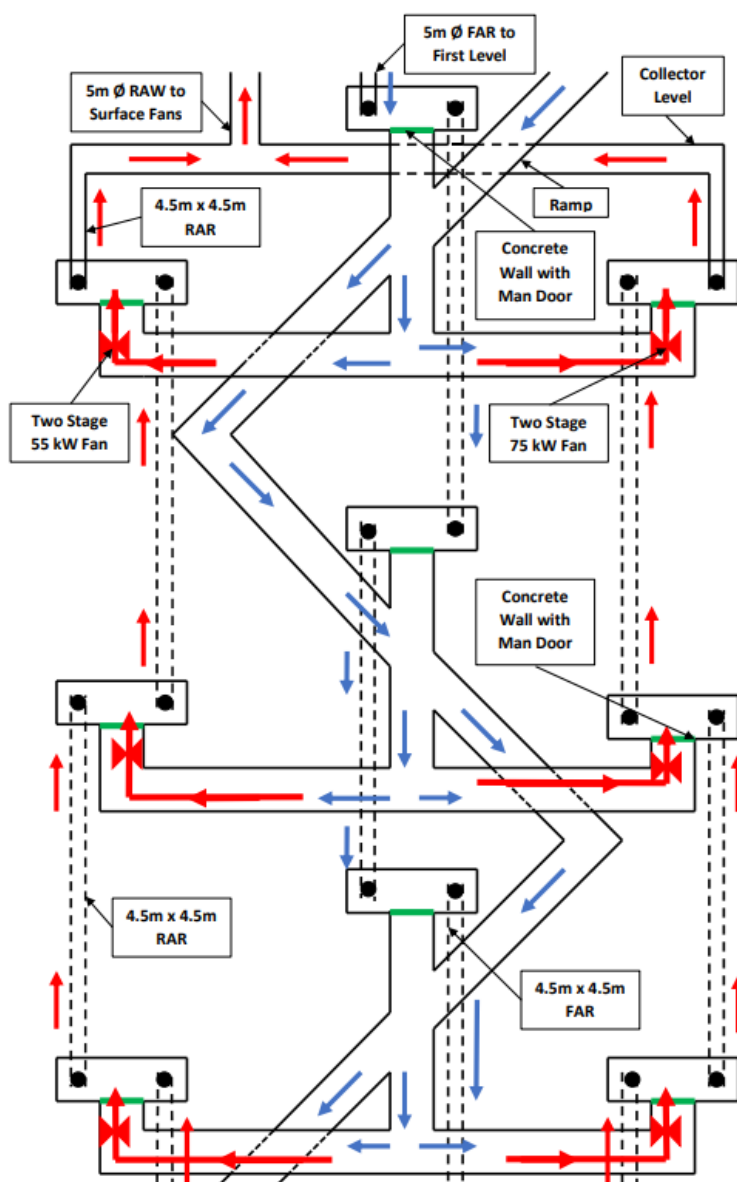 5m Ø FAR to
First Level
5m Ø RAW to
Surface Fans
Collector
Level
4.5m x 4.5m
RAR
Ramp
Concrete
Wall with
Man Door
Two Stage
55 kW Fan
Two Stage
75 kW Fan
Concrete
Wall with
Man Door
4.5m x 4.5m
RAR
4.5m x 4.5m
FAR